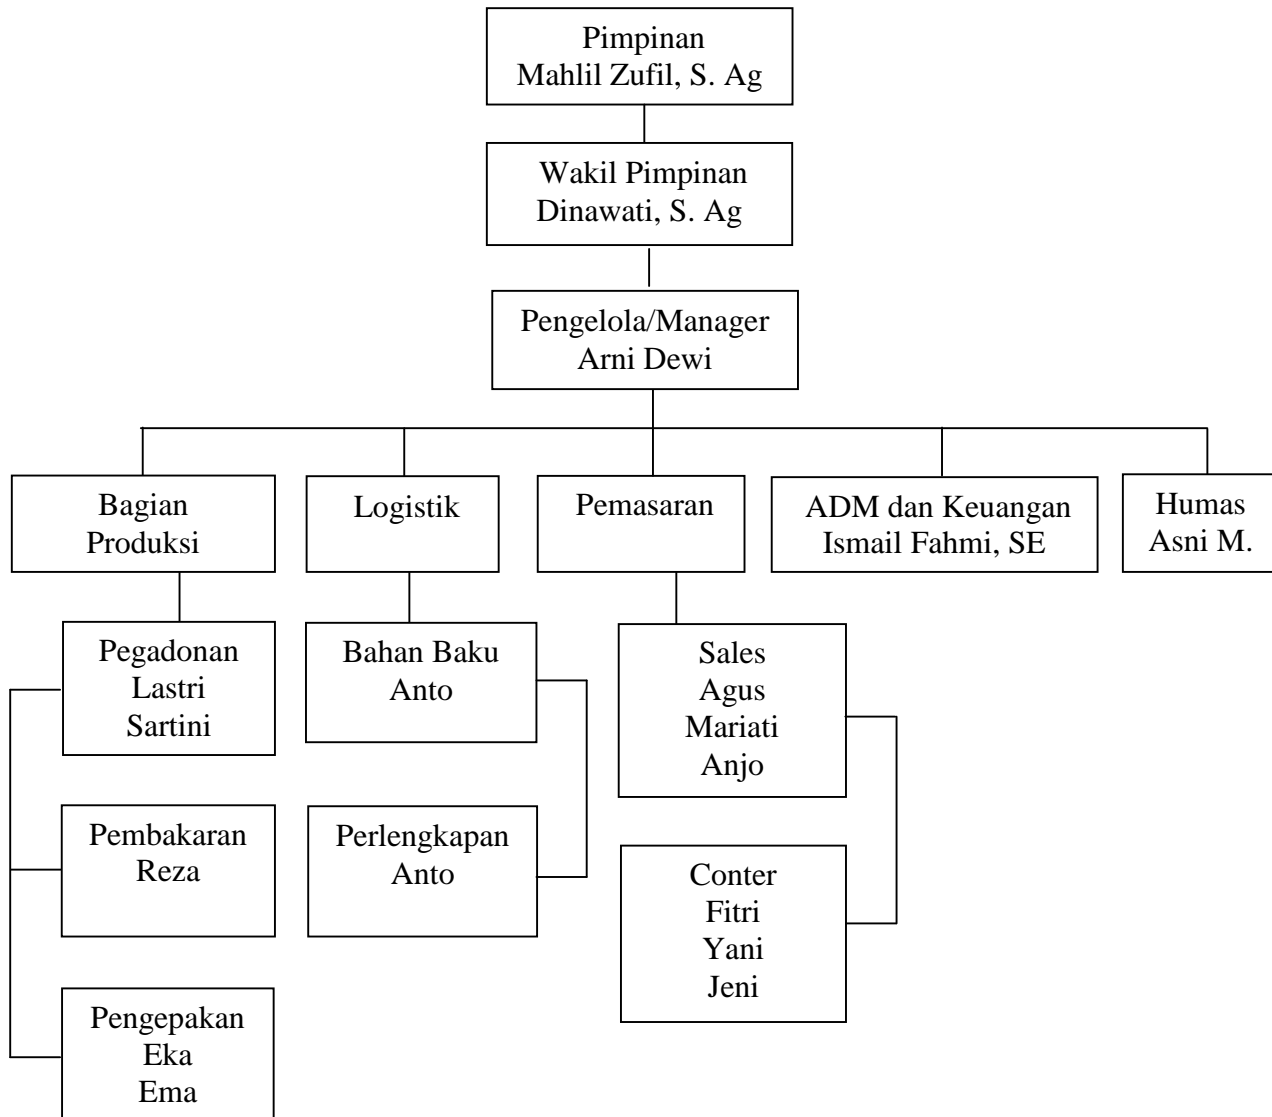 Pimpinan
Mahlil Zufil, S. Ag
Wakil Pimpinan
Dinawati, S. Ag
Pengelola/Manager
Arni Dewi
Bagian
Produksi
Logistik
Pemasaran
ADM dan Keuangan
Ismail Fahmi, SE
Humas
Asni M.
Pegadonan
Lastri
Sartini
Bahan Baku
Anto
Sales
Agus
Mariati
Anjo
Pembakaran
Reza
Perlengkapan
Anto
Conter
Fitri
Yani
Jeni
Pengepakan
Eka
Ema